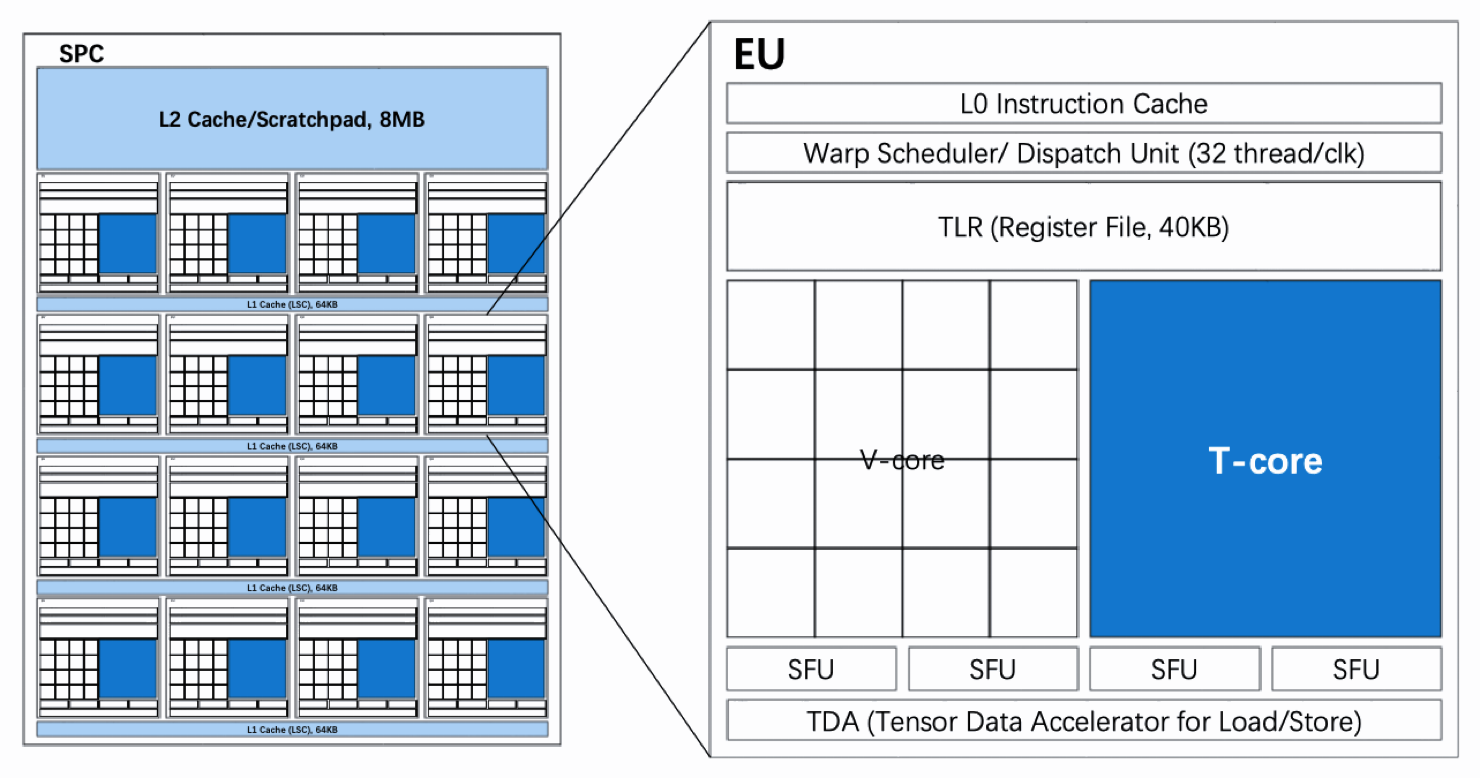 SPC
L2 Cache/Scratchpad, 8MB
L1 Cache (LSC), 64KB
L1 Cache (LSC), 64KB
L1 Cache (LSC), 64KB
L1 Cache (LSC), 64KB
EU
L0 Instruction Cache
Warp Scheduler/ Dispatch Unit (32 thread/clk)
TLR (Register File, 40KB)
V-core
T-core
SFU SFU SFU SFU
TDA (Tensor Data Accelerator for Load/Store)